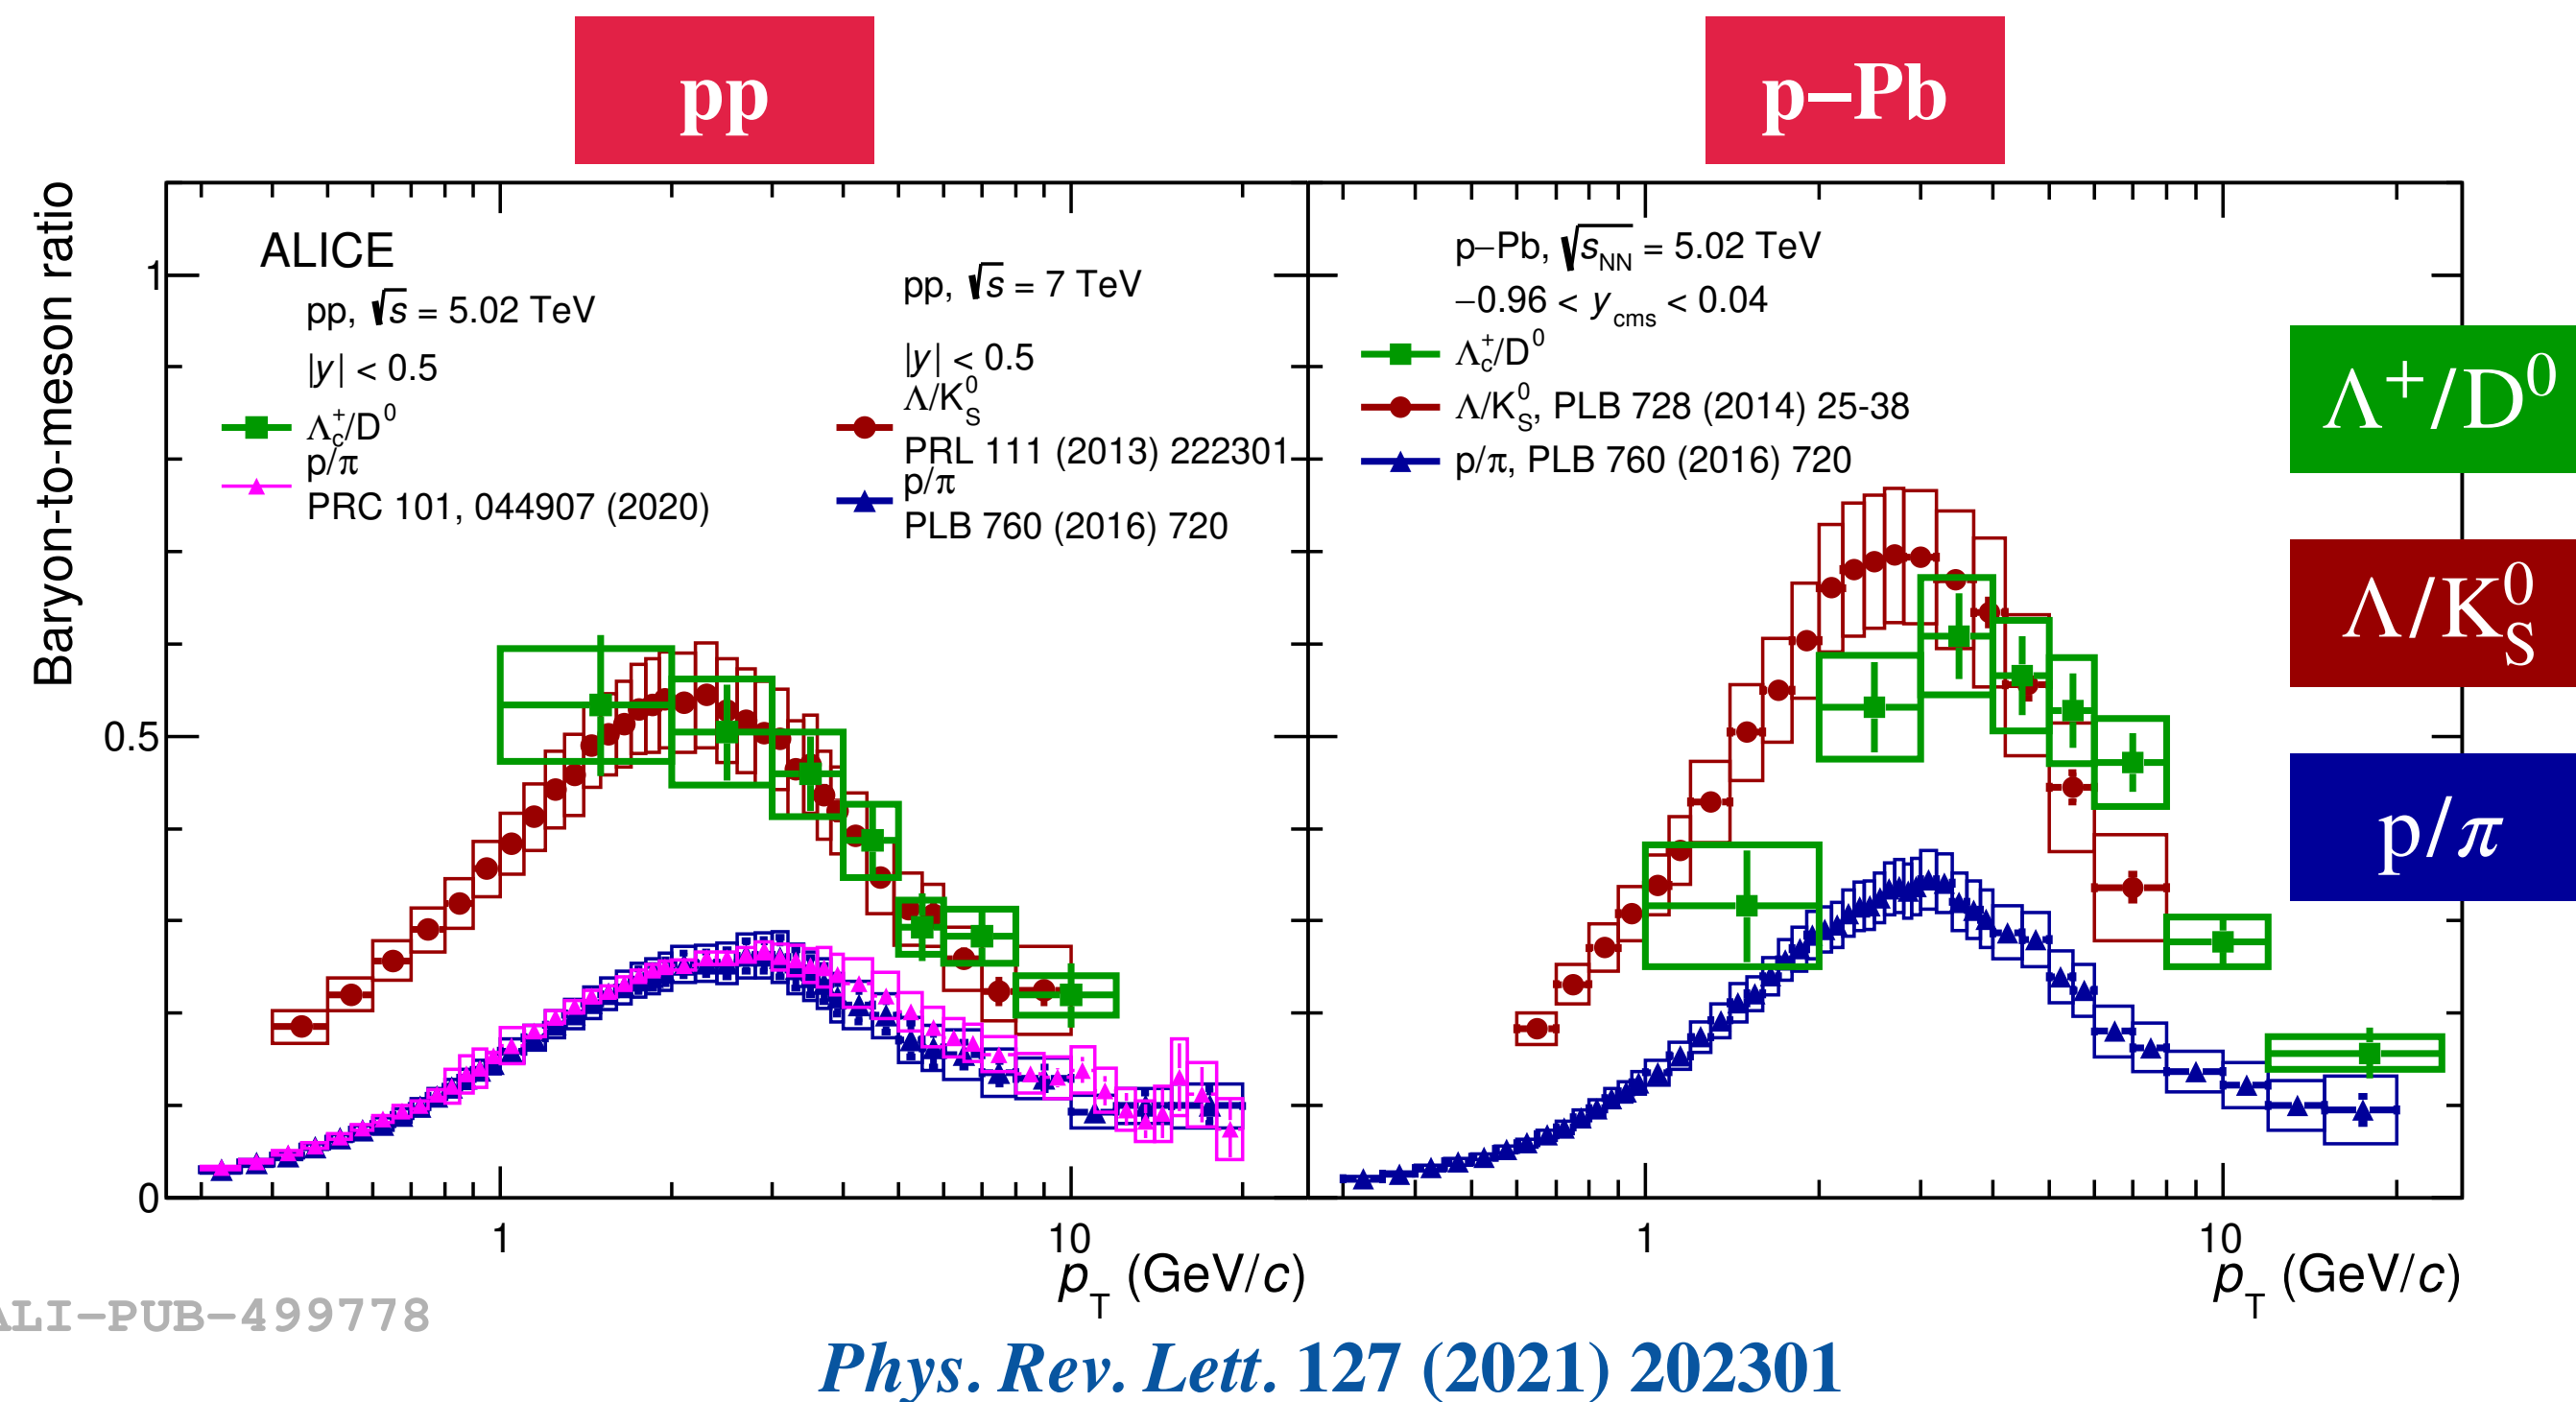 pp
p–Pb
Baryon-to-meson ratio
ALICE
pp, √s = 5.02 TeV
|y| < 0.5
Λc+/D0
p/π
PRC 101, 044907 (2020)
pp, √s = 7 TeV
|y| < 0.5
Λ/K0S
PRL 111 (2013) 222301
p/π
PLB 760 (2016) 720
p–Pb, √sNN = 5.02 TeV
−0.96 < ycms < 0.04
Λc+/D0
Λ/K0S, PLB 728 (2014) 25-38
p/π, PLB 760 (2016) 720
Λ+/D0
Λ/K0S
p/π
1
0.5
0
1
10
pT (GeV/c)
1
10
pT (GeV/c)
ALI-PUB-499778
Phys. Rev. Lett. 127 (2021) 202301